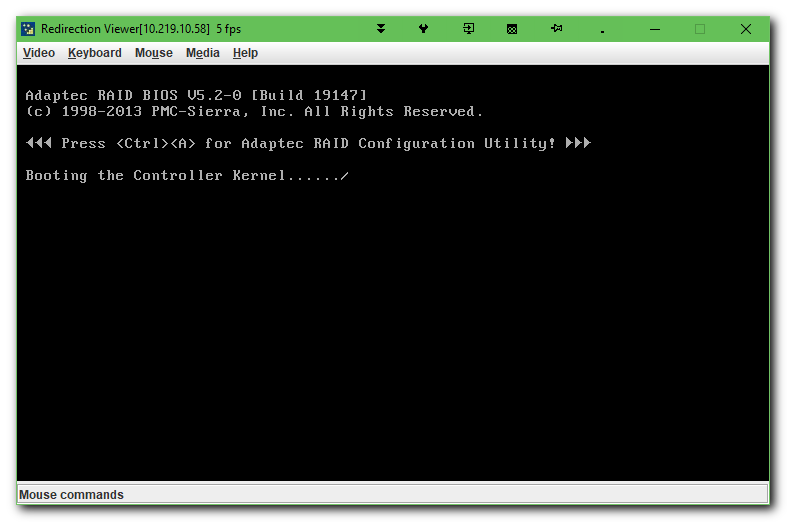 Redirection Viewer[10.219.10.58] 5 fps
Video Keyboard Mouse Media Help
Adaptec RAID BIOS V5.2-0 [Build 19147]
(c) 1998-2013 PMC-Sierra, Inc. All Rights Reserved.
◄◄◄ Press <Ctrl><A> for Adaptec RAID Configuration Utility! ►►►
Booting the Controller Kernel....../
Mouse commands